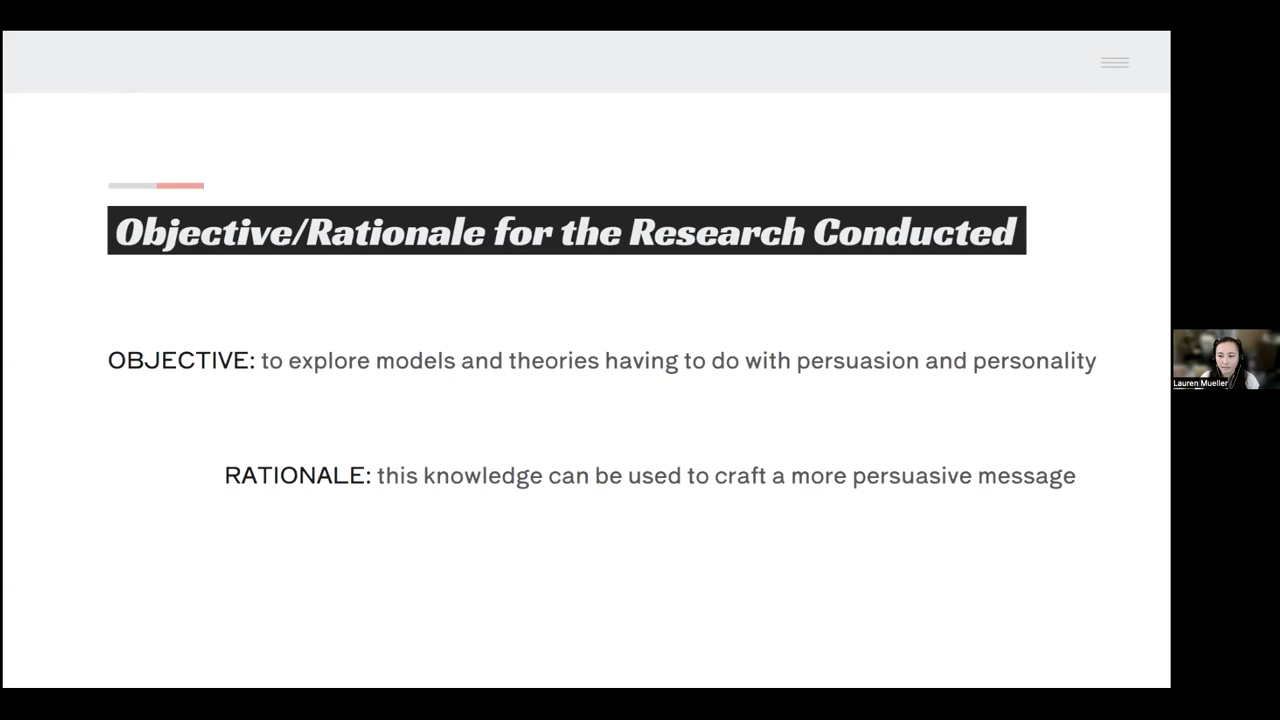 Objective/Rationale for the Research Conducted
OBJECTIVE: to explore models and theories having to do with persuasion and personality
RATIONALE: this knowledge can be used to craft a more persuasive message
Lauren Mueller